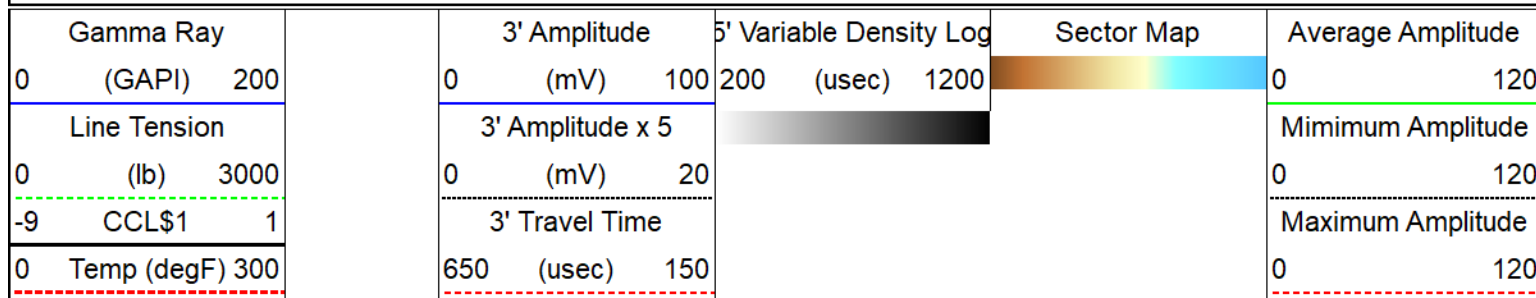 Gamma Ray
0 (GAPI) 200
Line Tension
0 (lb) 3000
-9 CCL$1 1
0 Temp (degF) 300
3' Amplitude
0 (mV) 100
3' Amplitude x 5
0 (mV) 20
3' Travel Time
650 (usec) 150
5' Variable Density Log
200 (usec) 1200
Sector Map
Average Amplitude
0 120
Mimimum Amplitude
0 120
Maximum Amplitude
0 120